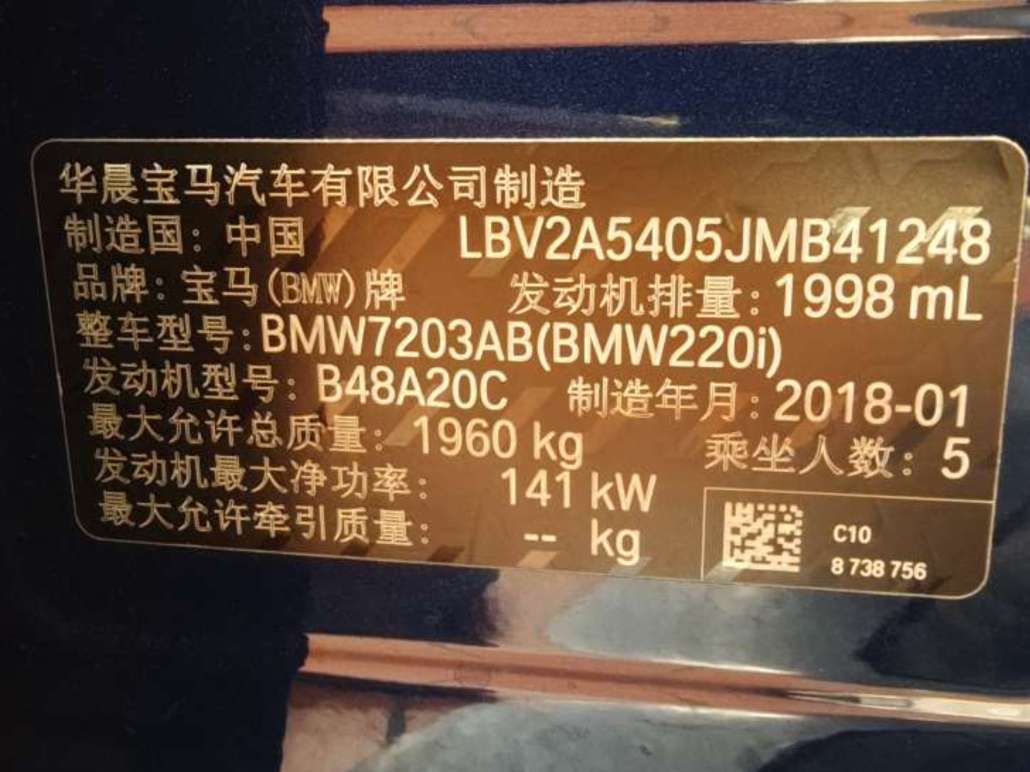 华晨宝马汽车有限公司制造
制造国：中国 LBV2A5405JMB41248
品牌：宝马(BMW)牌 发动机排量：1998 mL
整车型号：BMW7203AB(BMW220i)
发动机型号：B48A20C 制造年月：2018-01
最大允许总质量：1960 kg 乘坐人数：5
发动机最大净功率：141 kW
最大允许牵引质量：-- kg
C10
8 738 756